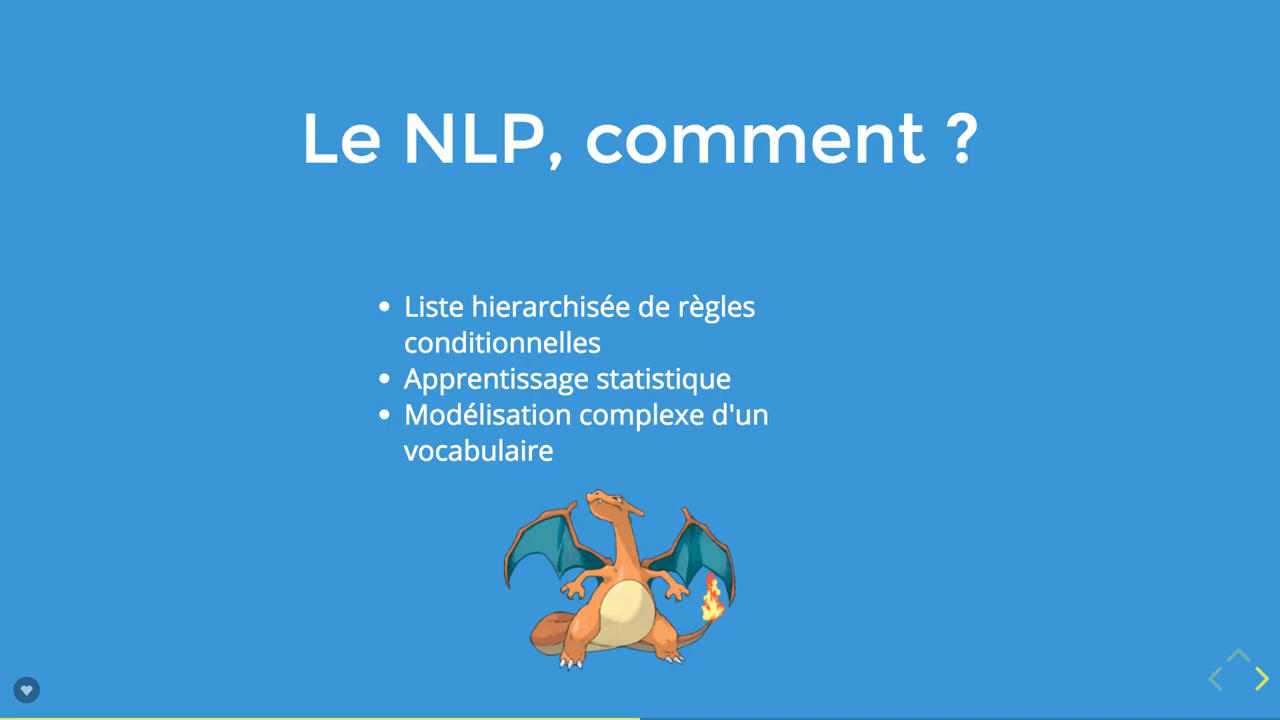 Le NLP, comment ?
Liste hierarchisée de règles
conditionnelles
Apprentissage statistique
Modélisation complexe d'un
vocabulaire